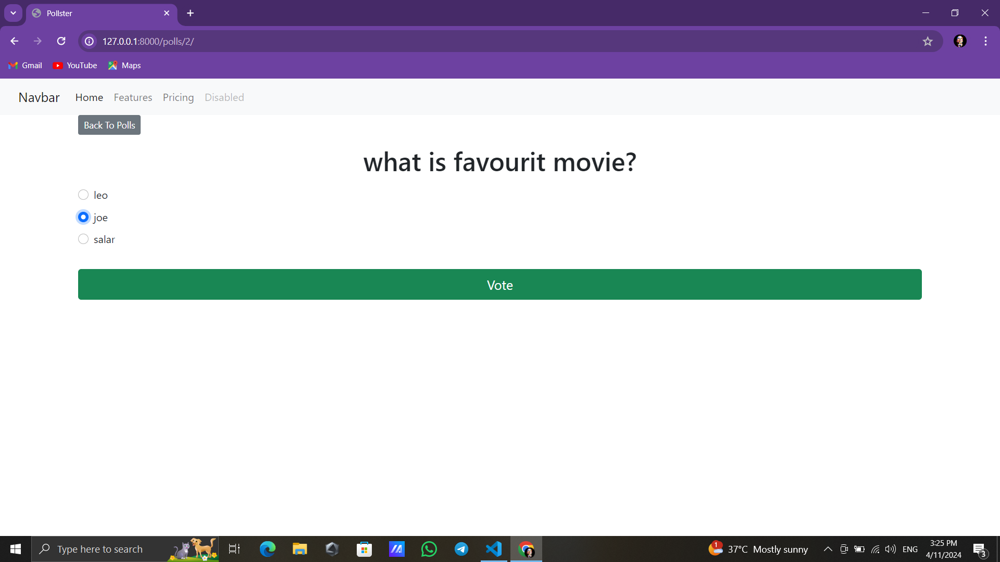 Pollster
127.0.0.1:8000/polls/2/
Gmail YouTube Maps
Navbar Home Features Pricing Disabled
Back To Polls
what is favourit movie?
leo
joe
salar
Vote
Type here to search
1
37°C Mostly sunny
ENG
3:25 PM
4/11/2024
3